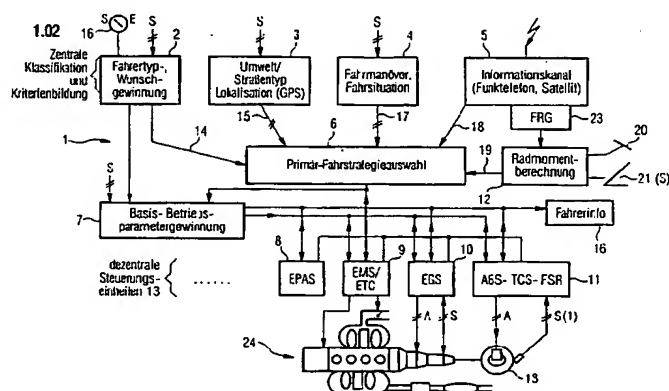 1.02
16
S
E
S
2
S
3
S
4
5
Zentrale
Klassifikation
und
Kriterienbildung
Fahrertyp-,
Wunsch-
gewinnung
Umwelt/
Straßentyp
Lokalisation (GPS)
Fahrmanöver,
Fahrsituation
Informationskanal
(Funktelefon, Satellit)
FRG
23
15
17
18
14
6
1
Primär-Fahrstrategieauswahl
19
Radmoment-
berechnung
20
21 (S)
12
S
7
Basis- Betriebs-
parametergewinnung
Fahrerinfo
16
8
9
10
dezentrale
Steuerungs-
einheiten 13
......
EPAS
EMS/
ETC
EGS
ABS- TCS- FSR
11
A
S
A
S(1)
24
13